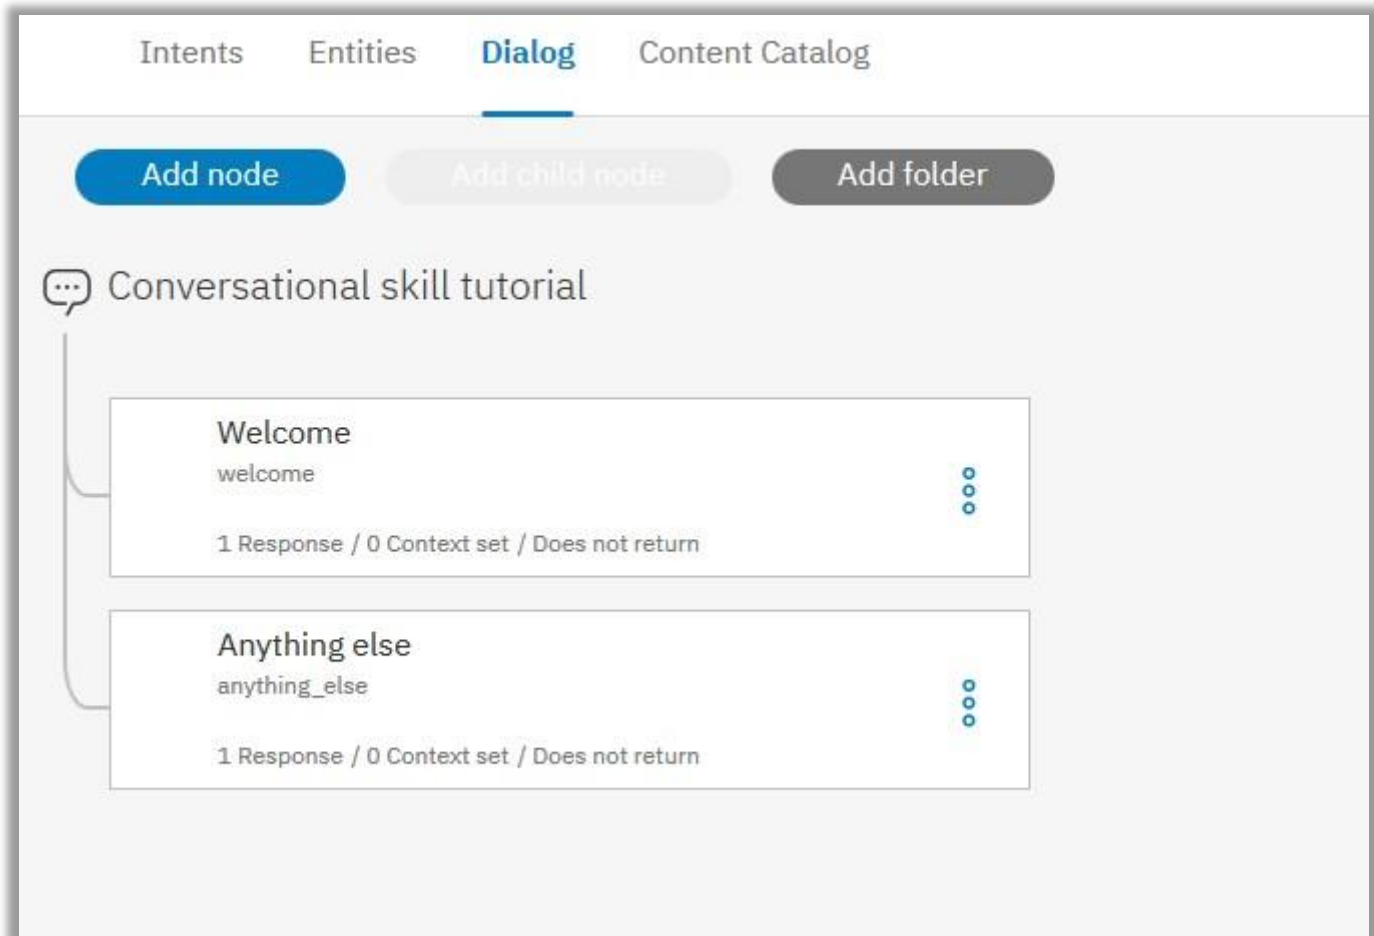 Intents Entities Dialog Content Catalog
Add node Add child node Add folder
Conversational skill tutorial
Welcome
welcome
1 Response / 0 Context set / Does not return
Anything else
anything_else
1 Response / 0 Context set / Does not return